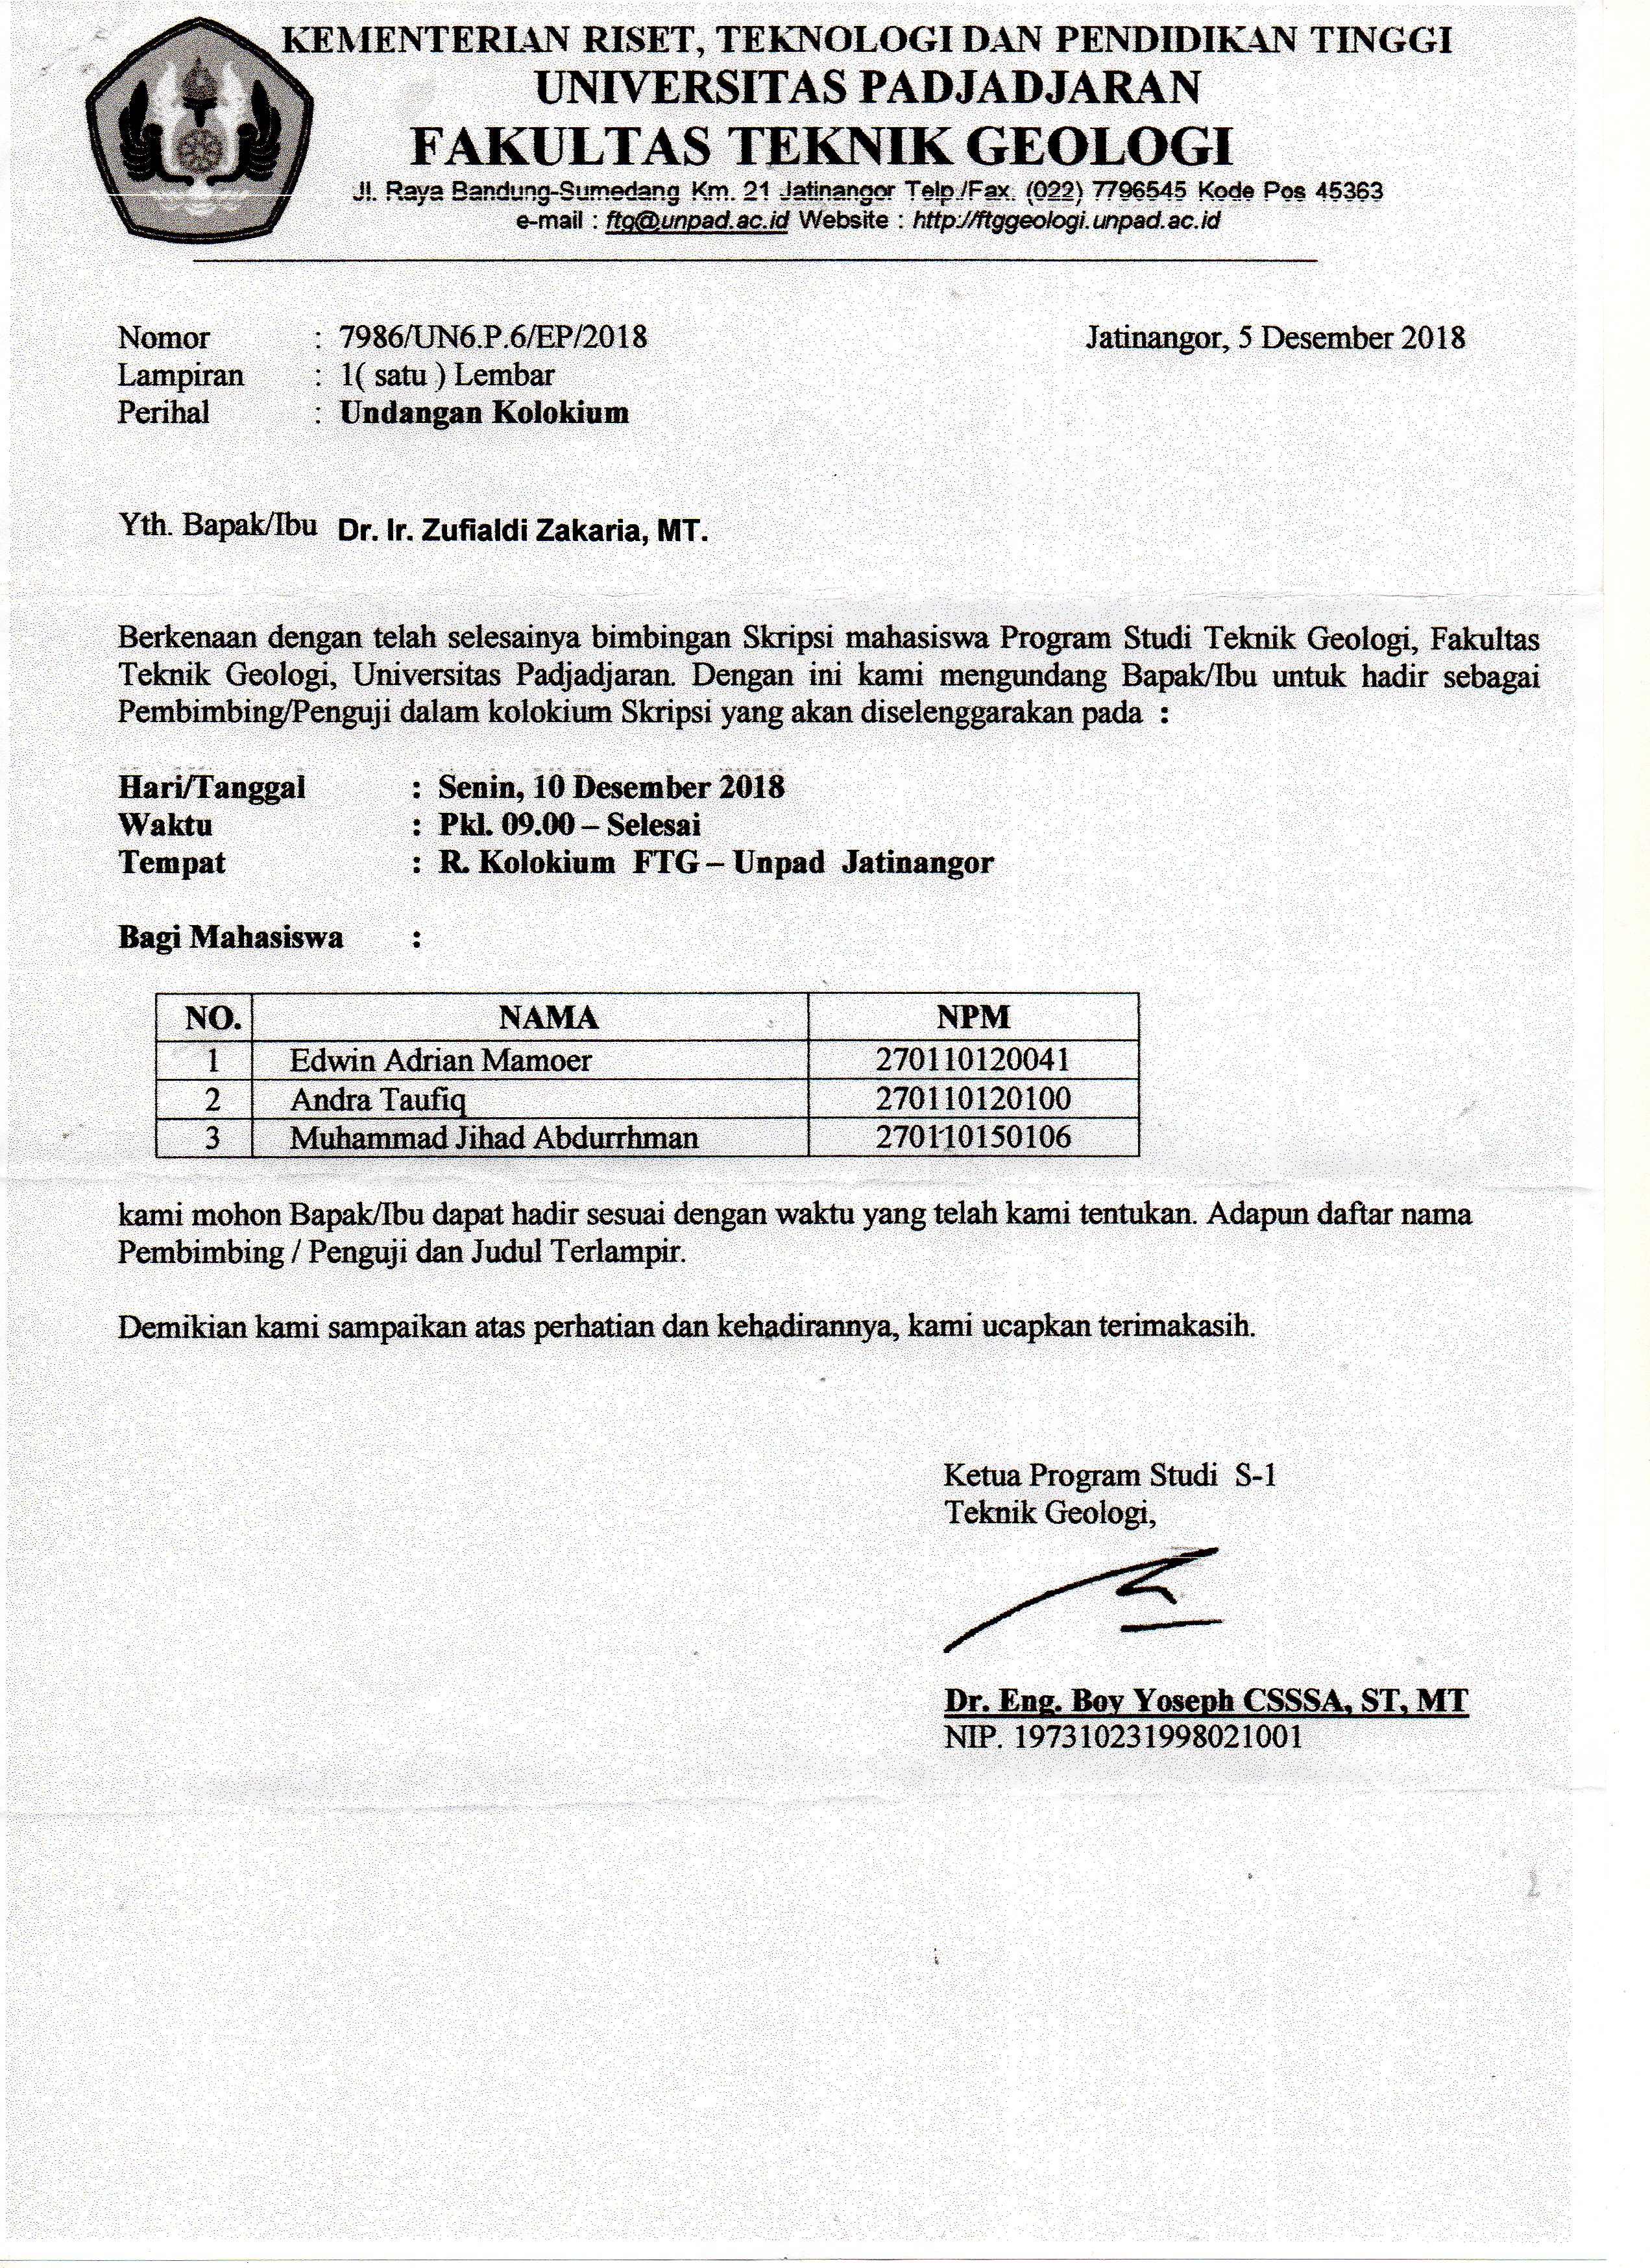 KEMENTERIAN RISET, TEKNOLOGI DAN PENDIDIKAN TINGGI
UNIVERSITAS PADJADJARAN
FAKULTAS TEKNIK GEOLOGI
Jl. Raya Bandung-Sumedang Km. 21 Jatinangor Telp./Fax. (022) 7796545 Kode Pos 45363
e-mail : ftg@unpad.ac.id Website : http://ftggeologi.unpad.ac.id
Nomor : 7986/UN6.P.6/EP/2018 Jatinangor, 5 Desember 2018
Lampiran : 1( satu ) Lembar
Perihal : Undangan Kolokium
Yth. Bapak/Ibu Dr. Ir. Zufialdi Zakaria, MT.
Berkenaan dengan telah selesainya bimbingan Skripsi mahasiswa Program Studi Teknik Geologi, Fakultas
Teknik Geologi, Universitas Padjadjaran. Dengan ini kami mengundang Bapak/Ibu untuk hadir sebagai
Pembimbing/Penguji dalam kolokium Skripsi yang akan diselenggarakan pada :
Hari/Tanggal : Senin, 10 Desember 2018
Waktu : Pkl. 09.00 – Selesai
Tempat : R. Kolokium FTG – Unpad Jatinangor
Bagi Mahasiswa :
NO. NAMA NPM
1 Edwin Adrian Mamoer 270110120041
2 Andra Taufiq 270110120100
3 Muhammad Jihad Abdurrhman 270110150106
kami mohon Bapak/Ibu dapat hadir sesuai dengan waktu yang telah kami tentukan. Adapun daftar nama
Pembimbing / Penguji dan Judul Terlampir.
Demikian kami sampaikan atas perhatian dan kehadirannya, kami ucapkan terimakasih.
Ketua Program Studi S-1
Teknik Geologi,
Dr. Eng. Boy Yoseph CSSSA, ST, MT
NIP. 197310231998021001